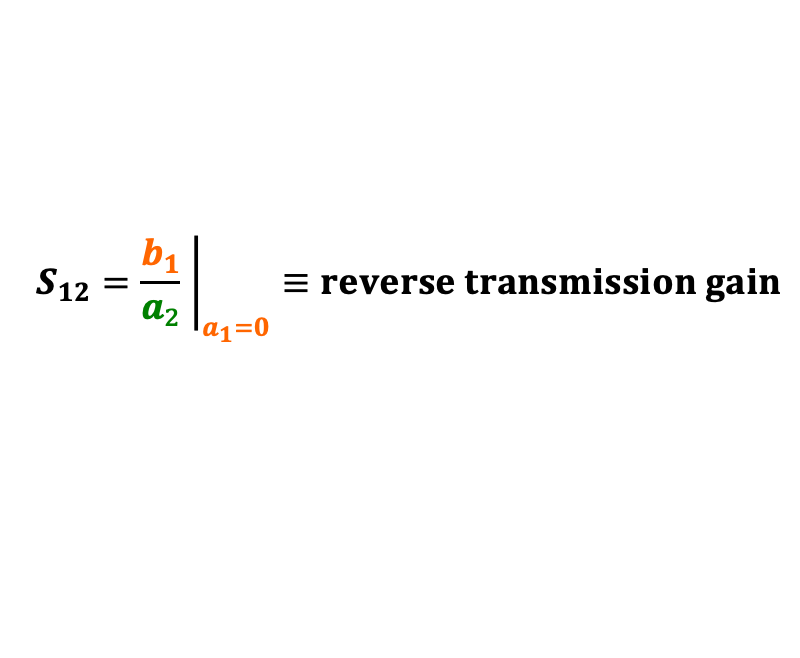 S₁₂ = b₁/a₂ |ₐ₁₌₀ ≡ reverse transmission gain